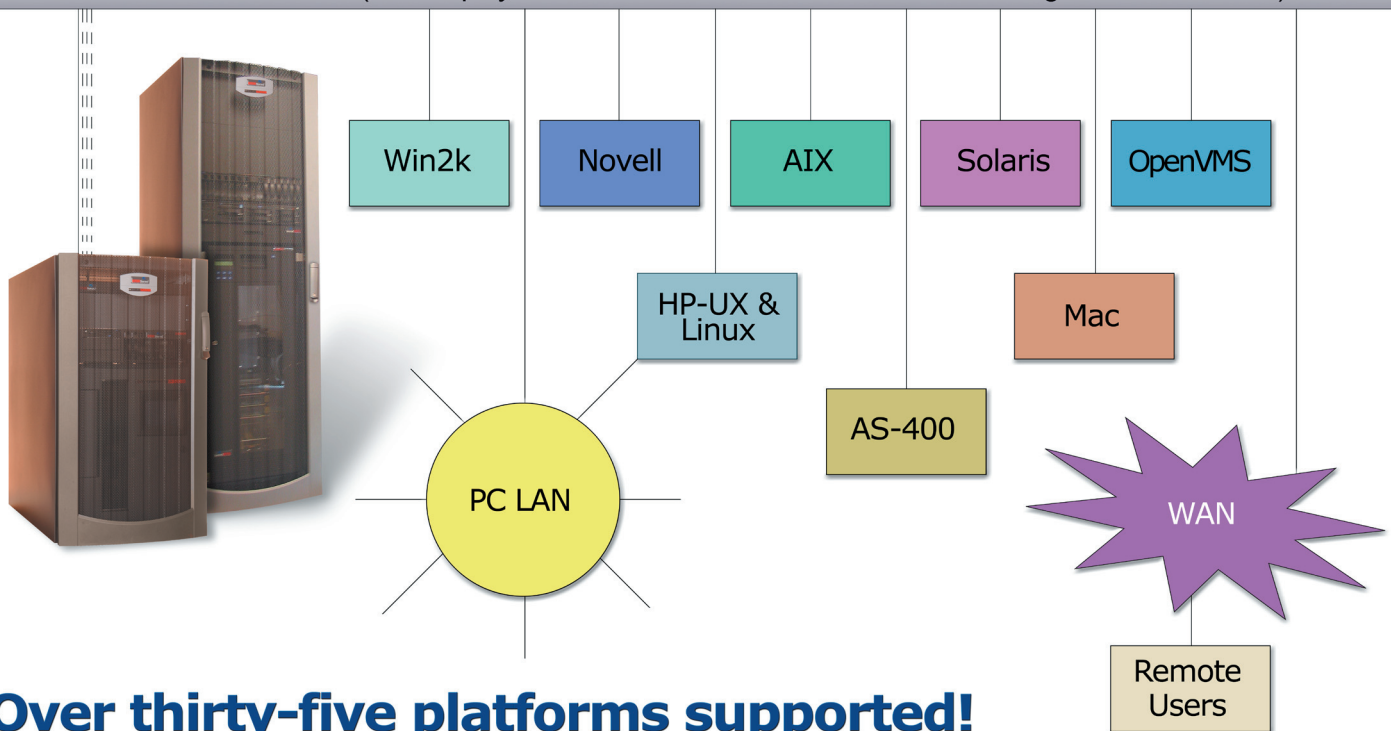 Win2k
Novell
AIX
Solaris
OpenVMS
HP-UX &
Linux
Mac
AS-400
PC LAN
WAN
Remote
Users
Over thirty-five platforms supported!